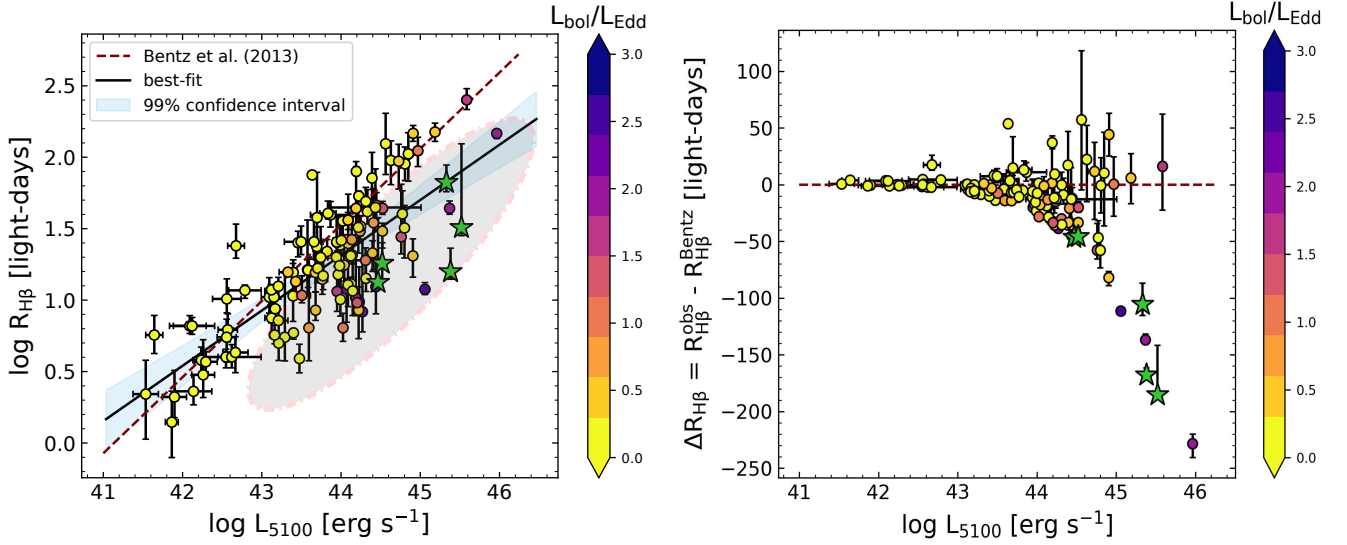 L_bol/L_Edd
Bentz et al. (2013)
best-fit
99% confidence interval
log R_Hβ [light-days]
2.5
2.0
1.5
1.0
0.5
0.0
41 42 43 44 45 46
log L_5100 [erg s⁻¹]
3.0
2.5
2.0
1.5
1.0
0.5
0.0
L_bol/L_Edd
ΔR_Hβ = R_Hβ^obs - R_Hβ^Bentz [light-days]
100
50
0
−50
−100
−150
−200
−250
41 42 43 44 45 46
log L_5100 [erg s⁻¹]
3.0
2.5
2.0
1.5
1.0
0.5
0.0